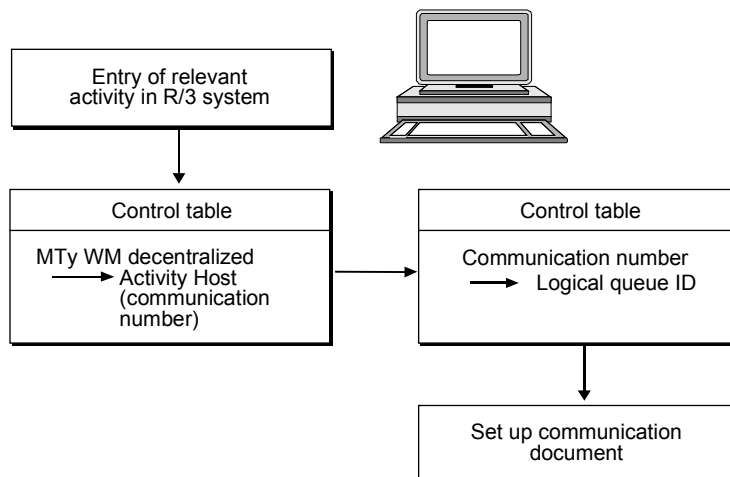 Entry of relevant
activity in R/3 system
Control table
MTy WM decentralized
Activity Host
(communication
number)
Control table
Communication number
Logical queue ID
Set up communication
document